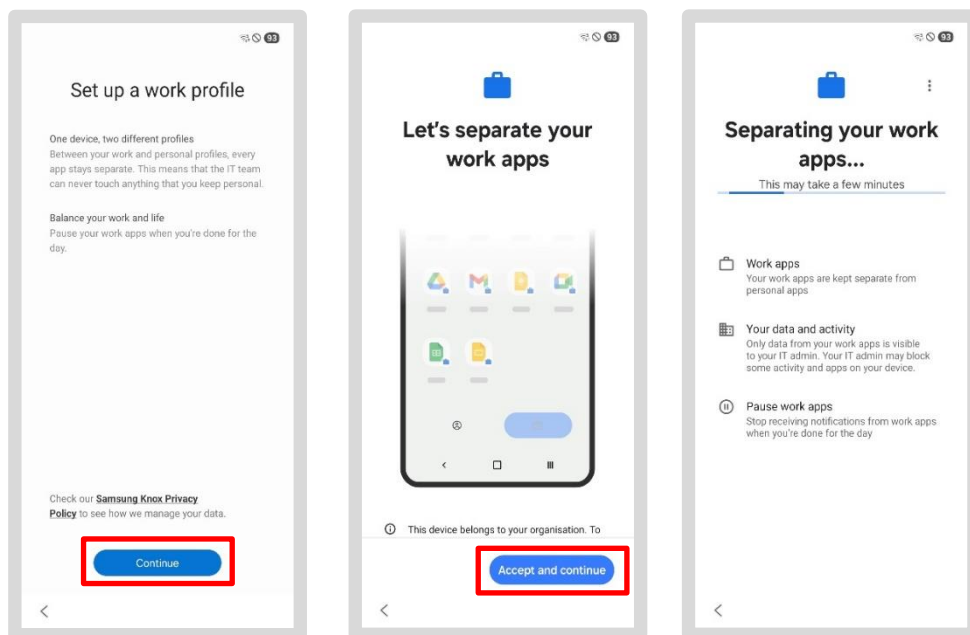 93
Set up a work profile
One device, two different profiles
Between your work and personal profiles, every
app stays separate. This means that the IT team
can never touch anything that you keep personal.
Balance your work and life
Pause your work apps when you're done for the
day.
Check our Samsung Knox Privacy
Policy to see how we manage your data.
Continue
93
Let's separate your
work apps
This device belongs to your organisation. To
Accept and continue
93
Separating your work
apps...
This may take a few minutes
Work apps
Your work apps are kept separate from
personal apps
Your data and activity
Only data from your work apps is visible
to your IT admin. Your IT admin may block
some activity and apps on your device.
Pause work apps
Stop receiving notifications from work apps
when you're done for the day